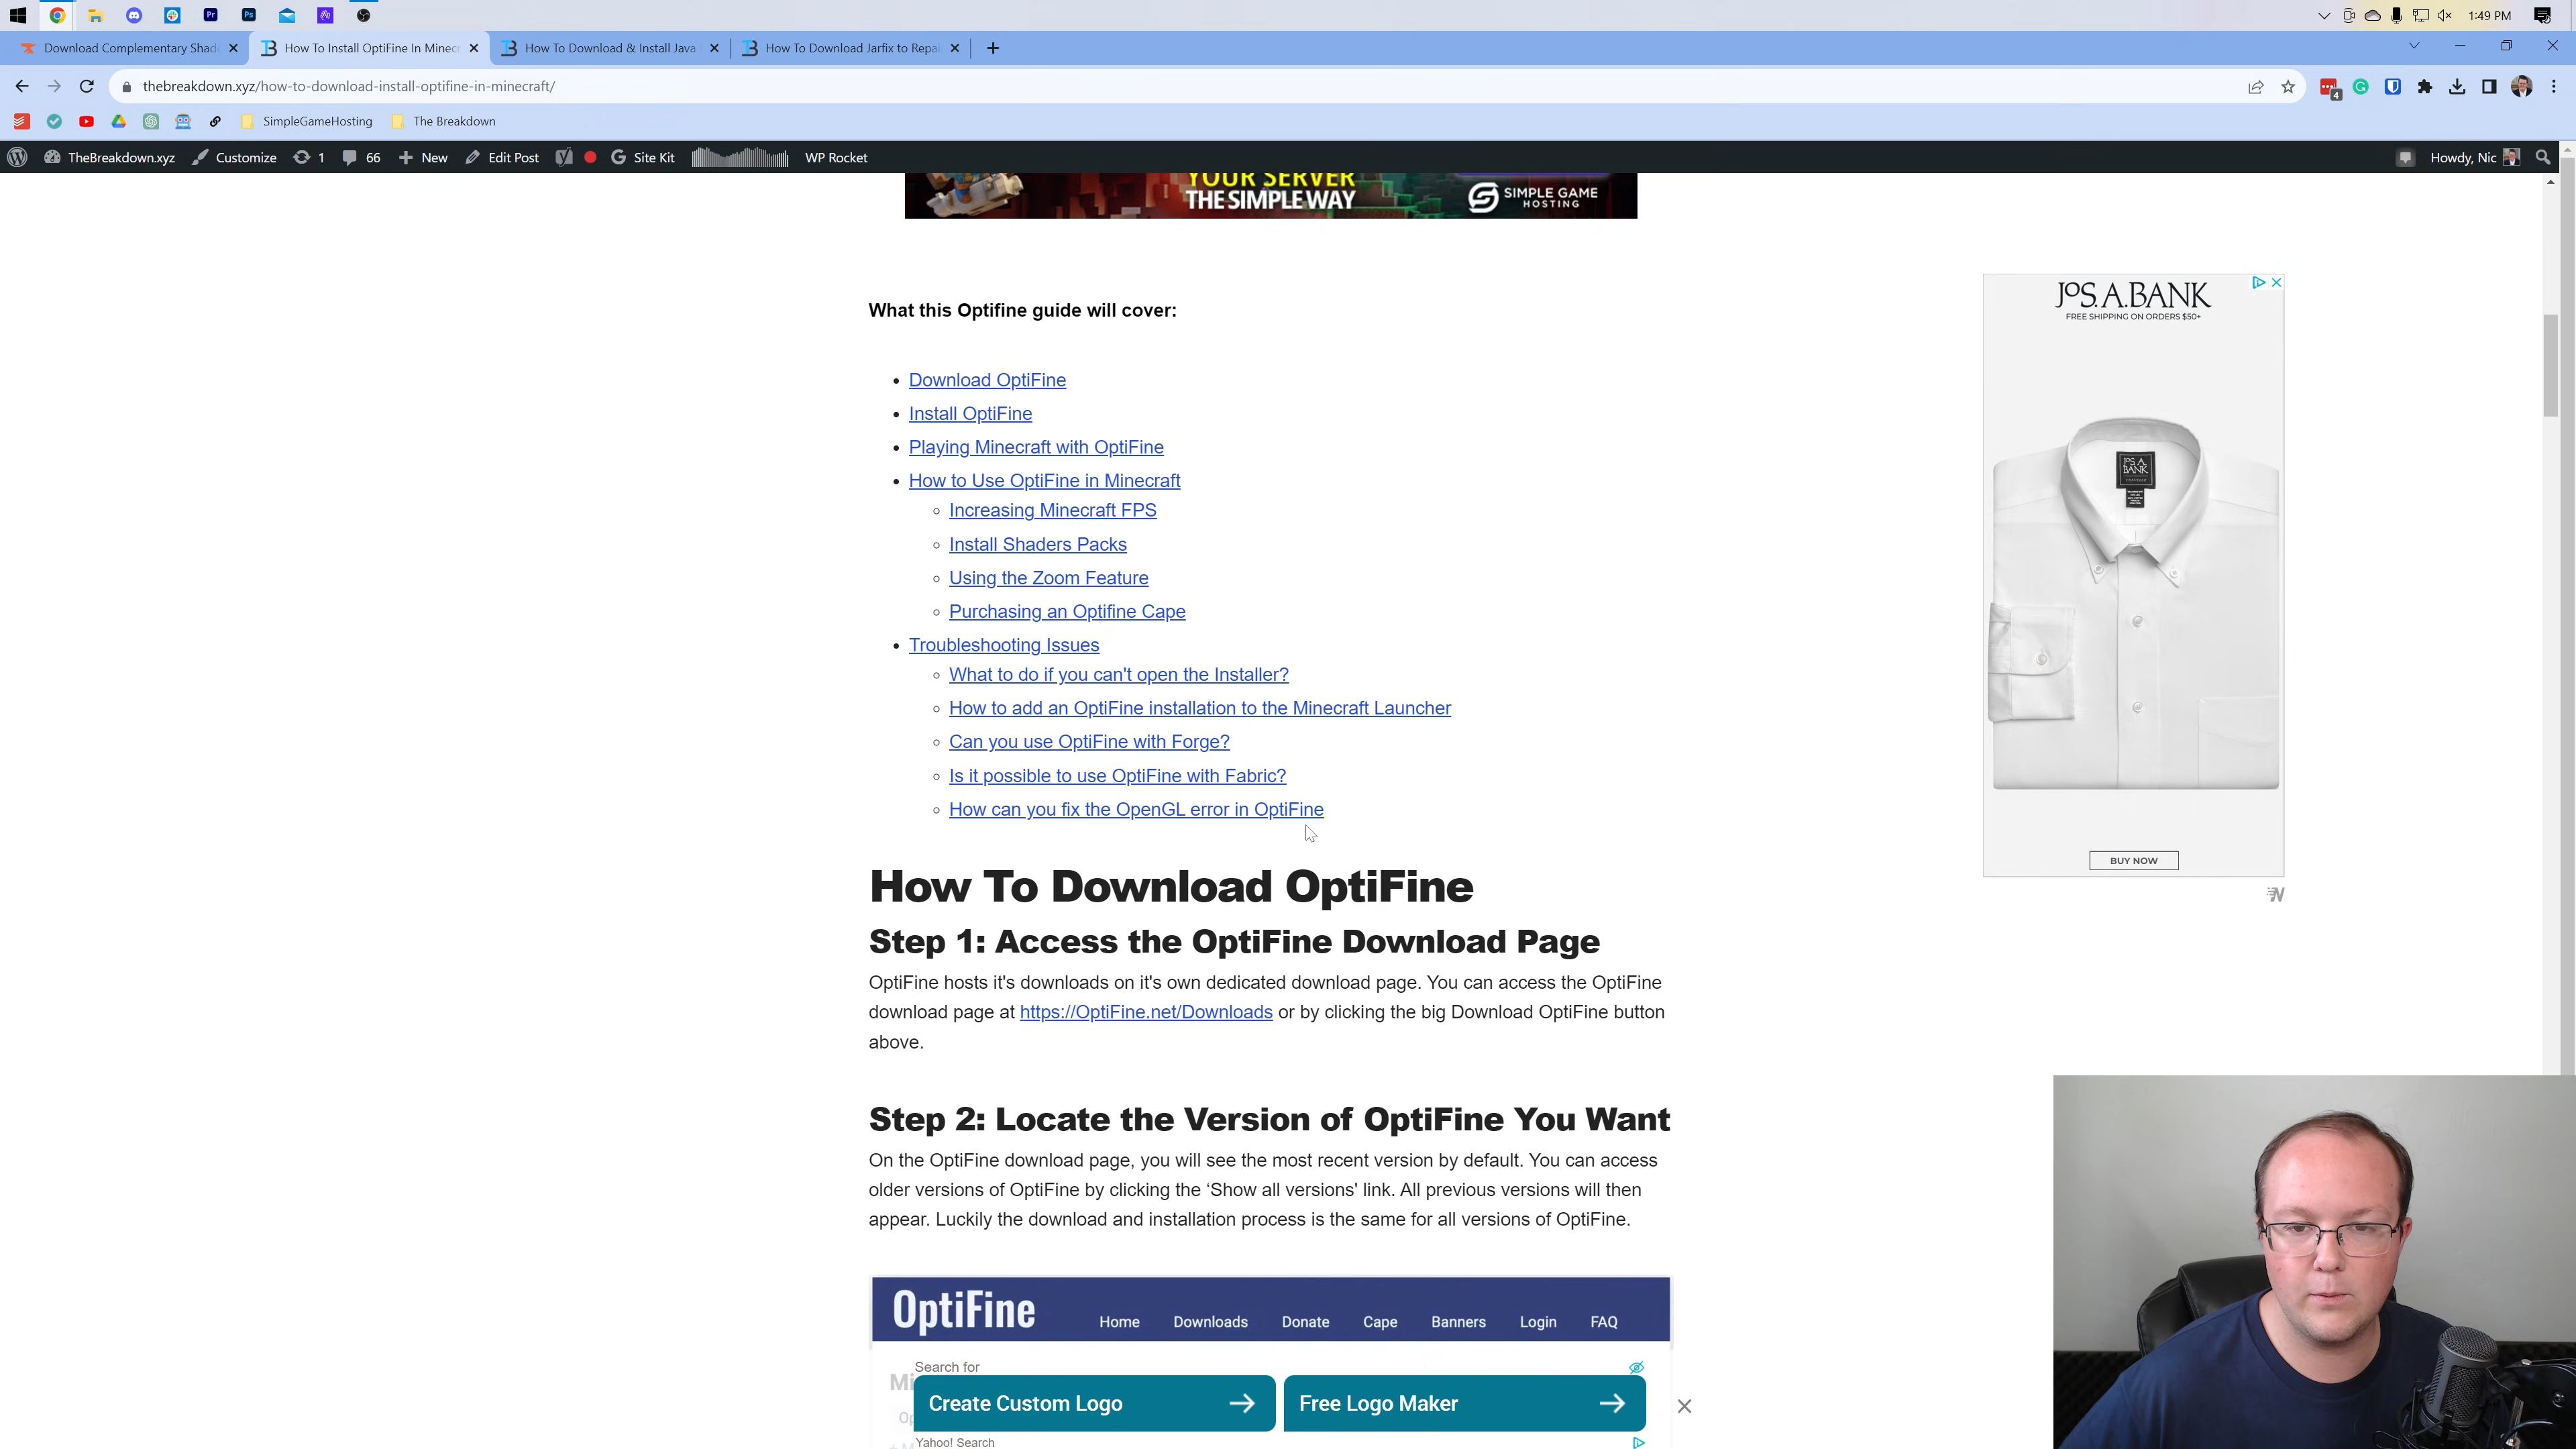 Pr
Ps
1:49 PM
Download Complementary Shad
How To Install OptiFine In Minec
How To Download & Install Java
How To Download Jarfix to Repa
thebreakdown.xyz/how-to-download-install-optifine-in-minecraft/
4
SimpleGameHosting
The Breakdown
TheBreakdown.xyz
Customize
1
66
New
Edit Post
Site Kit
WP Rocket
Howdy, Nic
YOUR SERVER
THE SIMPLE WAY
SIMPLE GAME
HOSTING
What this Optifine guide will cover:
Download OptiFine
Install OptiFine
Playing Minecraft with OptiFine
How to Use OptiFine in Minecraft
Increasing Minecraft FPS
Install Shaders Packs
Using the Zoom Feature
Purchasing an Optifine Cape
Troubleshooting Issues
What to do if you can't open the Installer?
How to add an OptiFine installation to the Minecraft Launcher
Can you use OptiFine with Forge?
Is it possible to use OptiFine with Fabric?
How can you fix the OpenGL error in OptiFine
JOS. A. BANK
FREE SHIPPING ON ORDERS $50+
JOS. A.
BANK
BUY NOW
How To Download OptiFine
Step 1: Access the OptiFine Download Page
OptiFine hosts it's downloads on it's own dedicated download page. You can access the OptiFine
download page at https://OptiFine.net/Downloads or by clicking the big Download OptiFine button
above.
Step 2: Locate the Version of OptiFine You Want
On the OptiFine download page, you will see the most recent version by default. You can access
older versions of OptiFine by clicking the ‘Show all versions' link. All previous versions will then
appear. Luckily the download and installation process is the same for all versions of OptiFine.
OptiFine
Home
Downloads
Donate
Cape
Banners
Login
FAQ
Search for
Mi
Create Custom Logo
Free Logo Maker
Op
Yahoo! Search